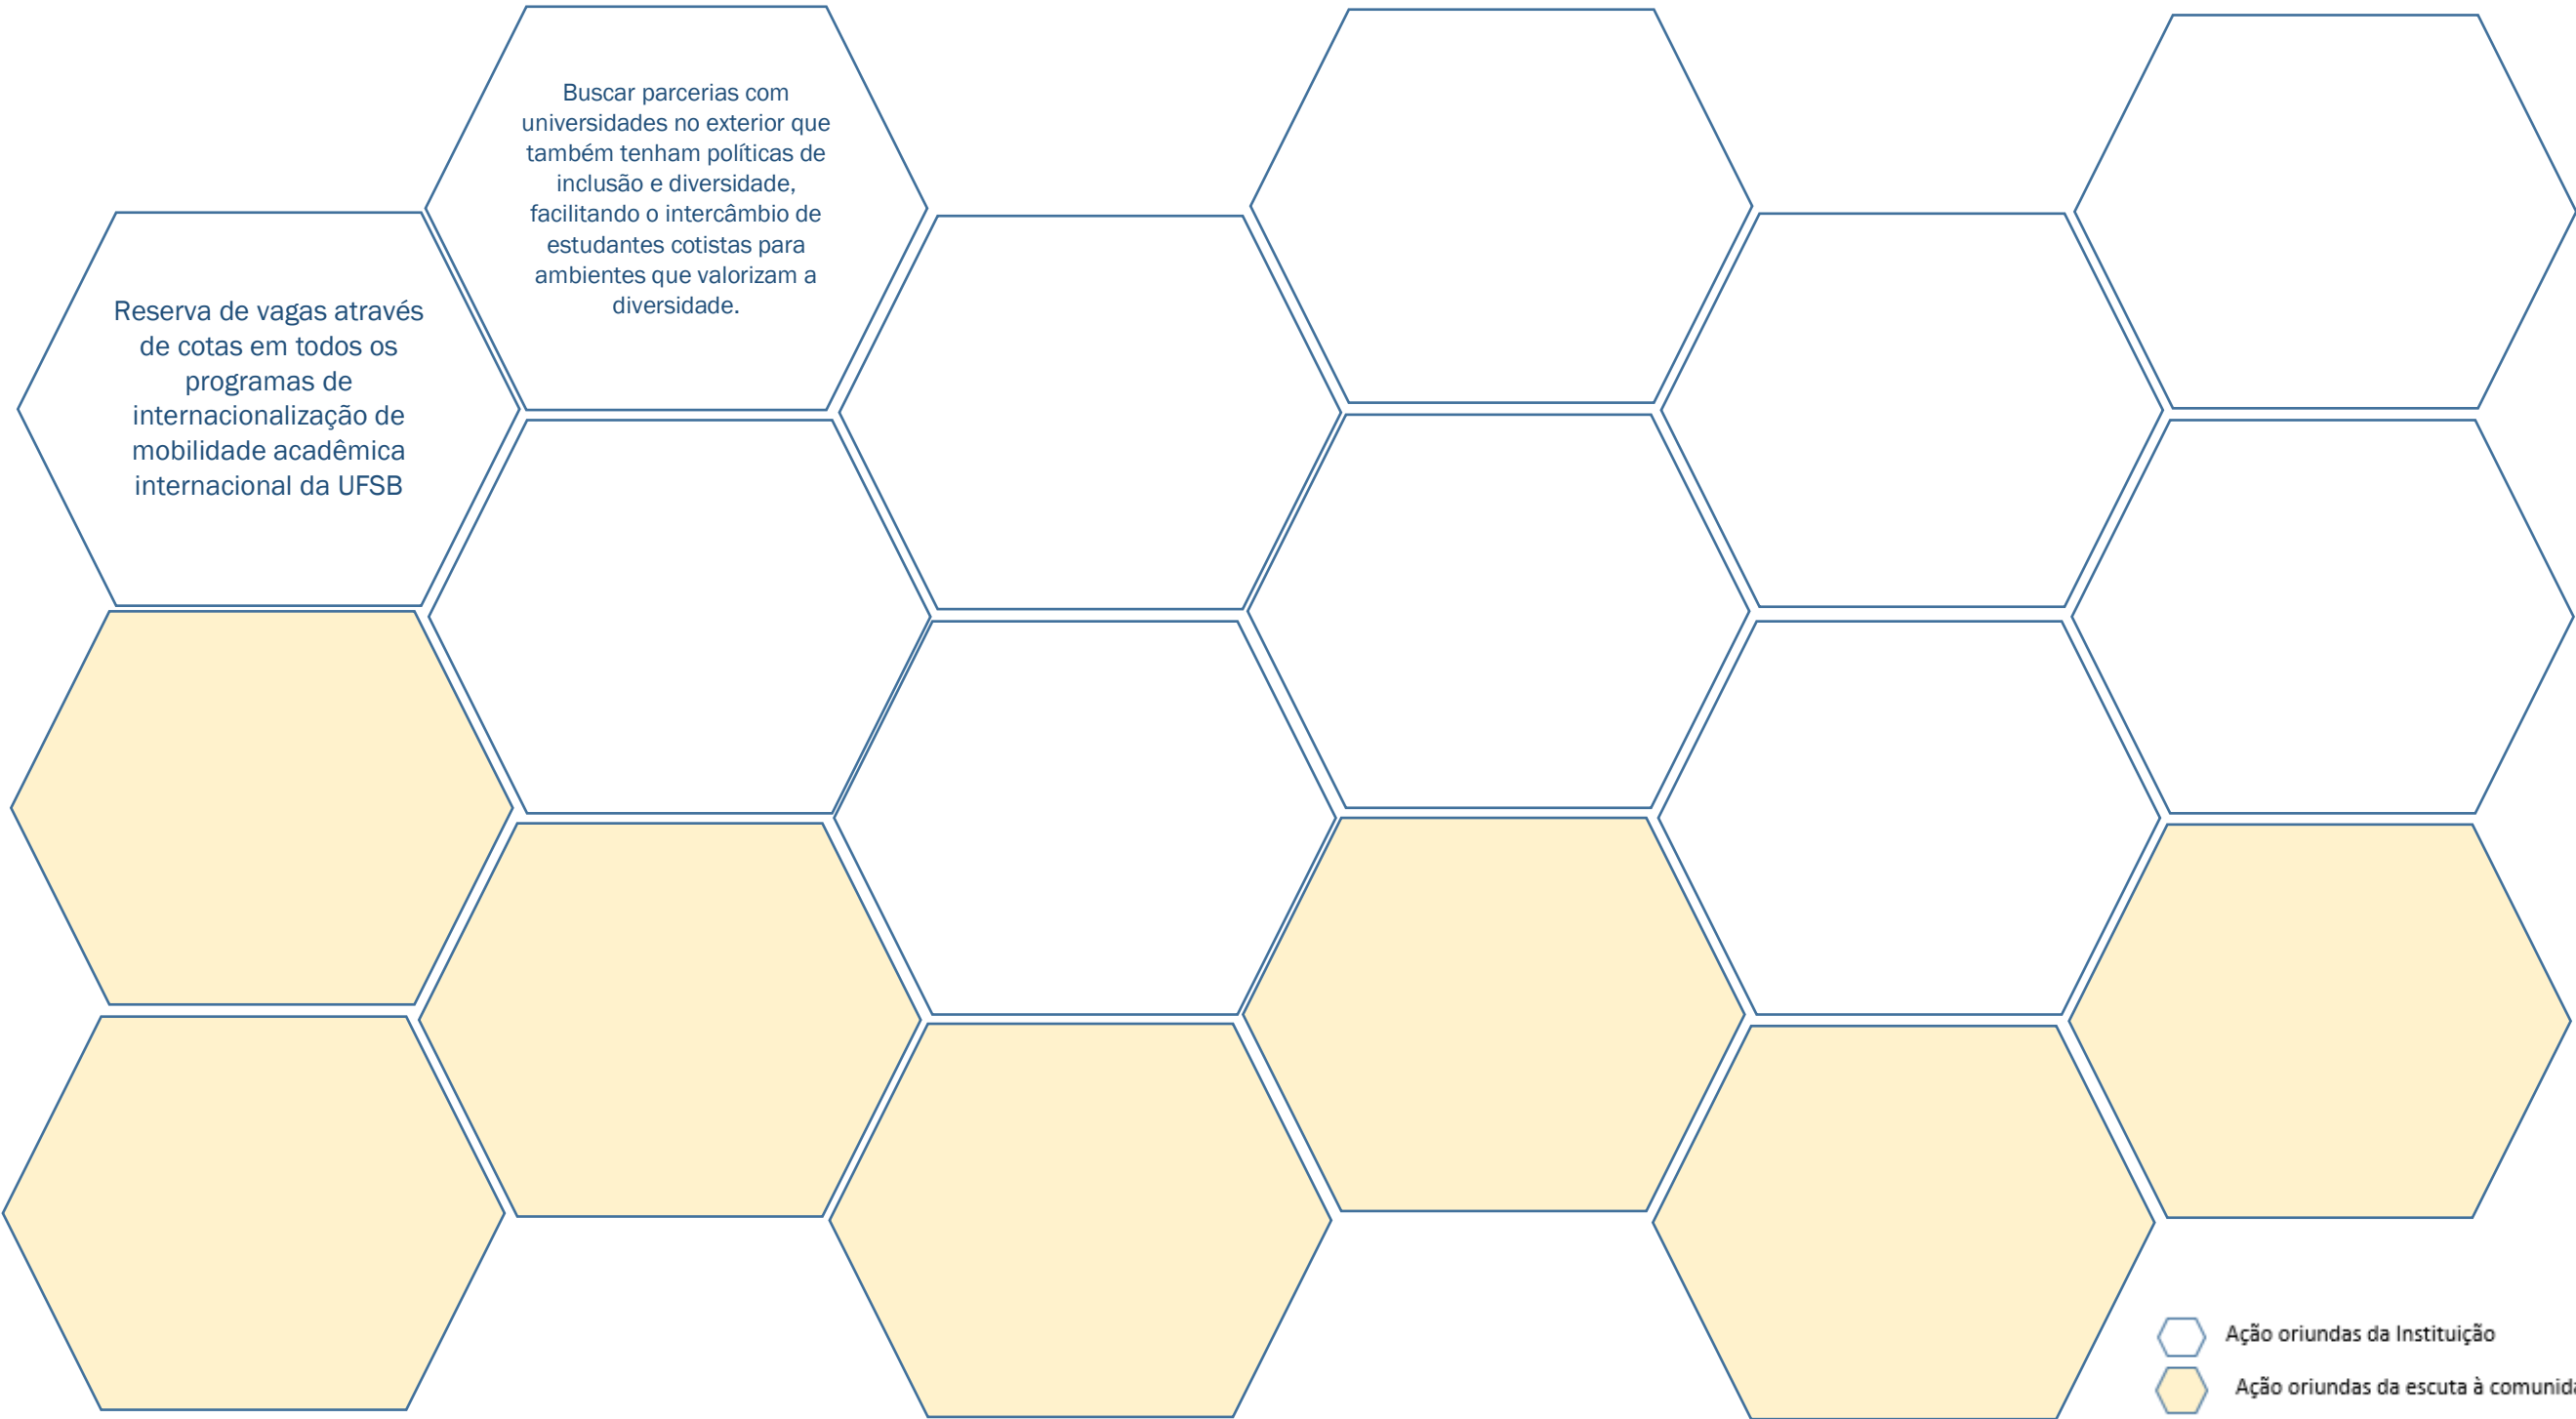 Buscar parcerias com
universidades no exterior que
também tenham políticas de
inclusão e diversidade,
facilitando o intercâmbio de
estudantes cotistas para
ambientes que valorizam a
diversidade.
Reserva de vagas através
de cotas em todos os
programas de
internacionalização de
mobilidade acadêmica
internacional da UFSB
Ação oriundas da Instituição
Ação oriundas da escuta à